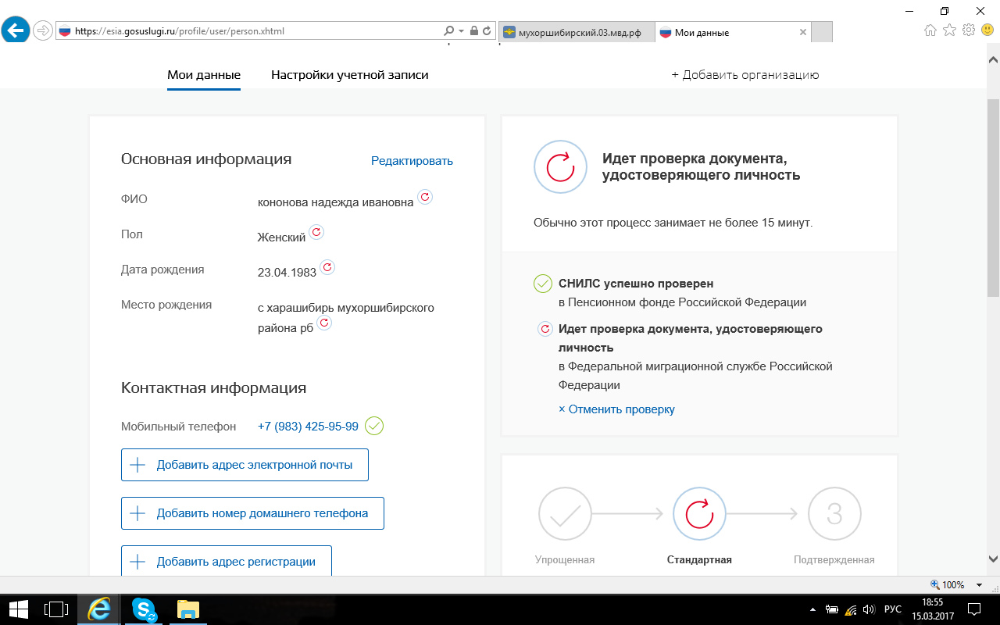 https://esia.gosuslugi.ru/profile/user/person.xhtml
мухоршибирский.03.мвд.рф
Мои данные
Мои данные
Настройки учетной записи
+ Добавить организацию
Основная информация
Редактировать
ФИО
кононова надежда ивановна
Пол
Женский
Дата рождения
23.04.1983
Место рождения
с харашибирь мухоршибирского
района рб
Контактная информация
Мобильный телефон
+7 (983) 425-95-99
Добавить адрес электронной почты
Добавить номер домашнего телефона
Добавить адрес регистрации
Идет проверка документа,
удостоверяющего личность
Обычно этот процесс занимает не более 15 минут.
СНИЛС успешно проверен
в Пенсионном фонде Российской Федерации
Идет проверка документа, удостоверяющего
личность
в Федеральной миграционной службе Российской
Федерации
× Отменить проверку
3
Упрощенная
Стандартная
Подтвержденная
100%
РУС
18:55
15.03.2017